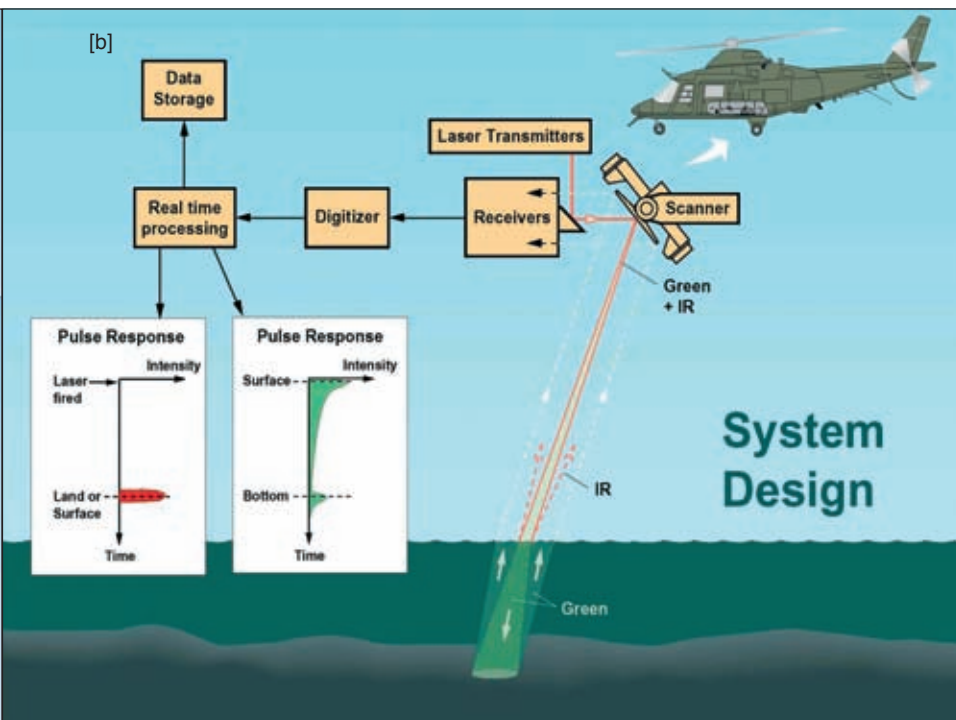 [b]
Data
Storage
Laser Transmitters
Real time
processing
Digitizer
Receivers
Scanner
Green
+ IR
Pulse Response
Intensity
Laser
fired
Land or
Surface
Time
Pulse Response
Intensity
Surface
Bottom
Time
System
Design
IR
Green